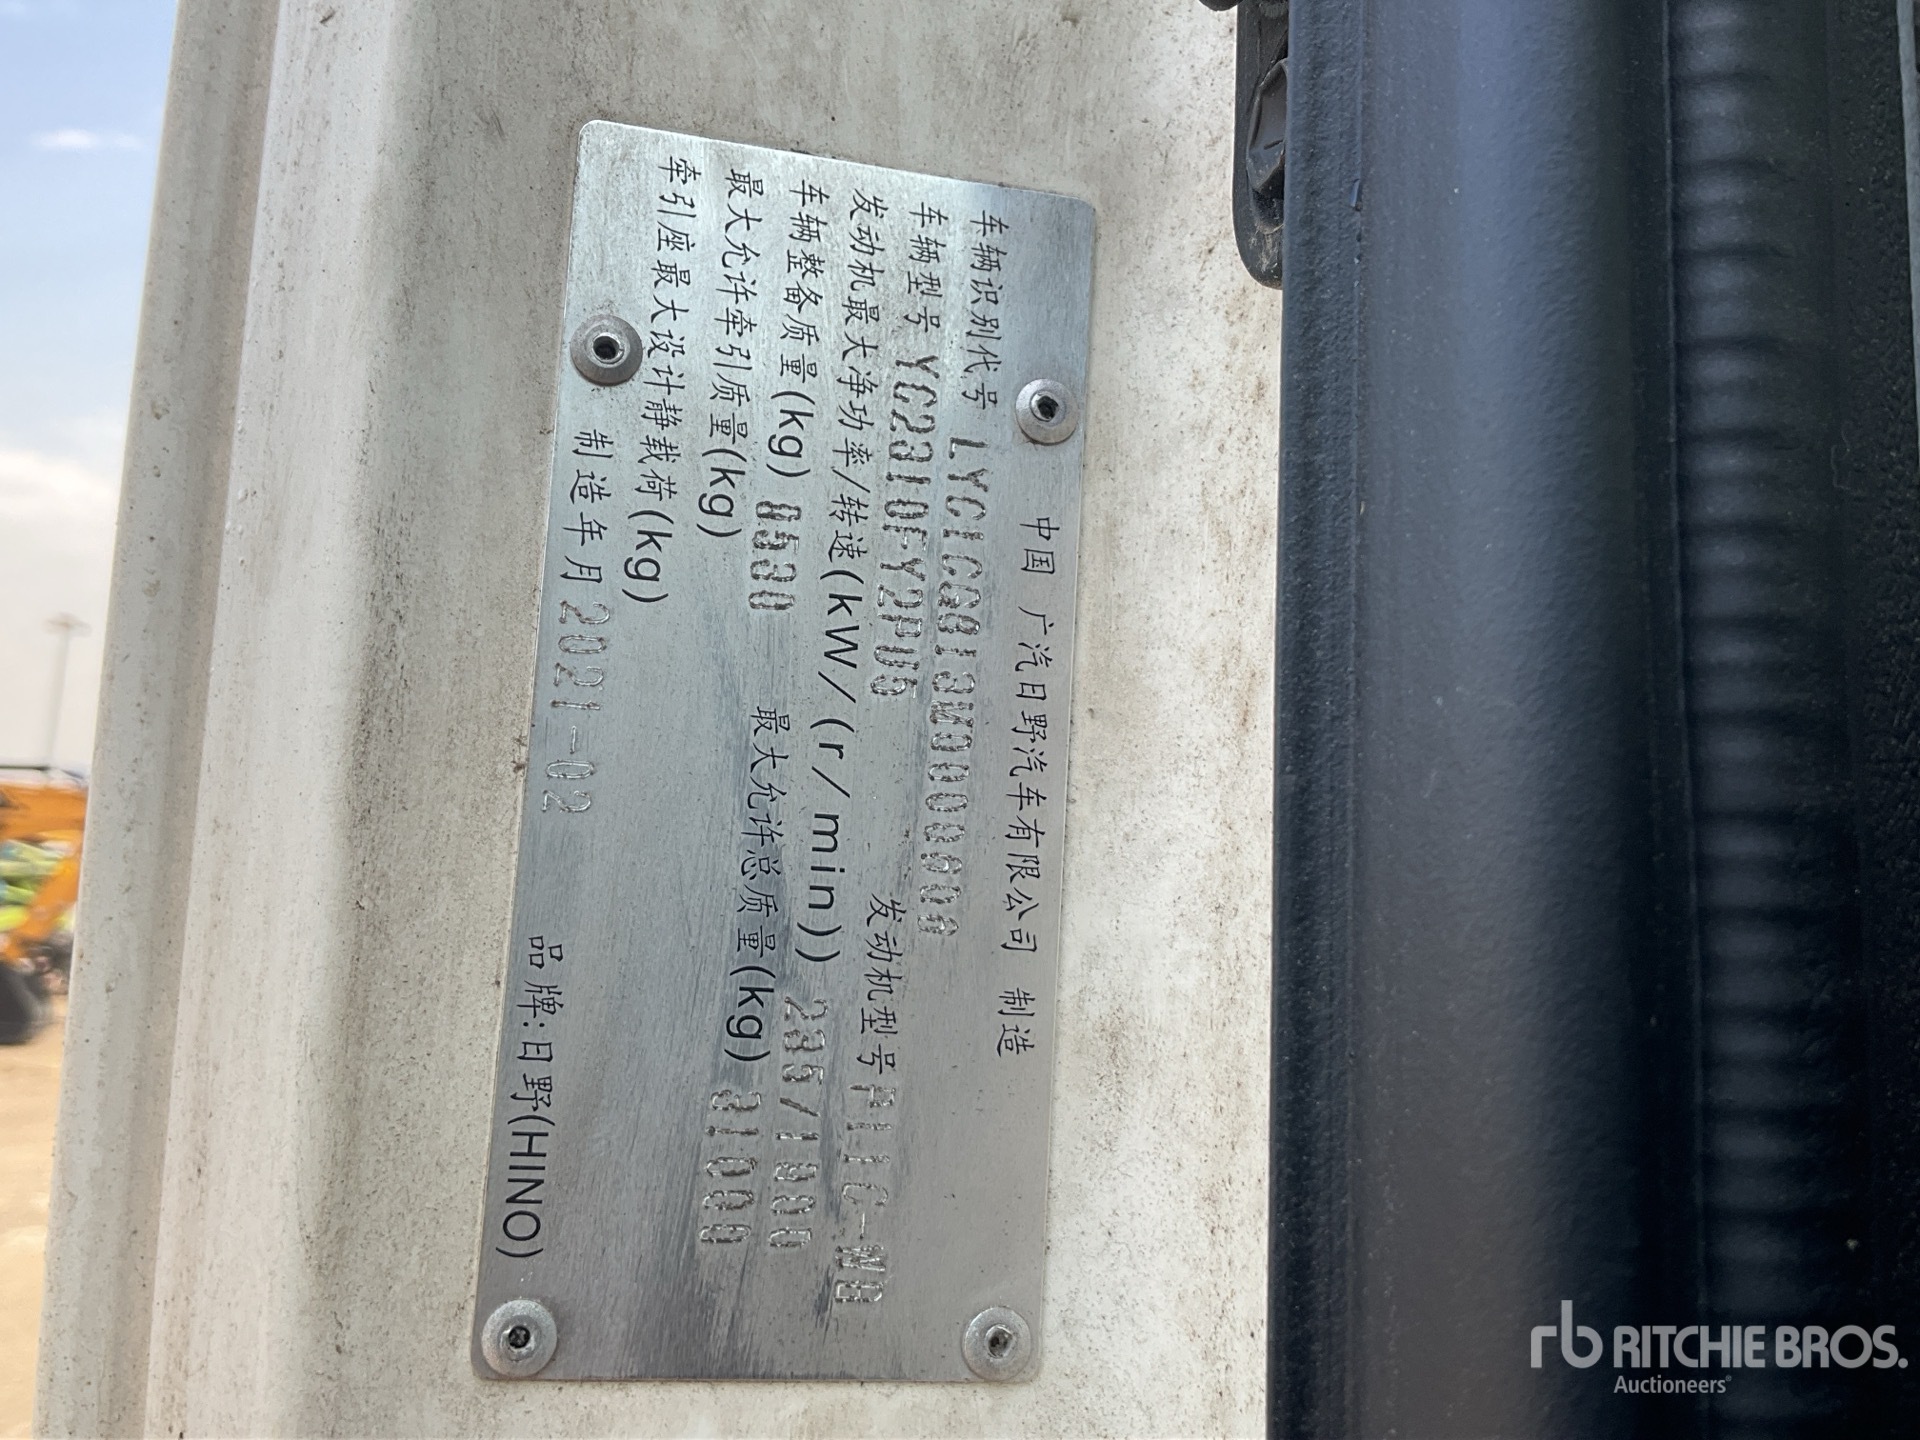 中国 广汽日野汽车有限公司 制造
车辆识别代号
车辆型号 YC2310FY2PU5 发动机型号 P11C-WB
发动机最大净功率/转速(kW/(r/min)) 235/1800
车辆整备质量(kg) 8530 最大允许总质量(kg) 31000
最大允许牵引质量(kg)
牵引座最大设计静载荷(kg)
制造年月 2021-02 品牌:日野(HINO)
rb RITCHIE BROS.
Auctioneers